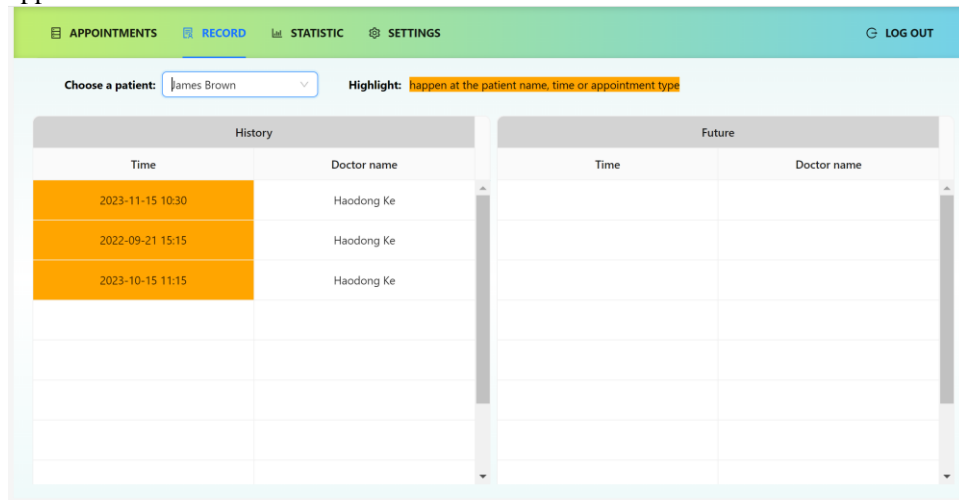 APPOINTMENTS RECORD STATISTIC SETTINGS LOG OUT
Choose a patient: James Brown Highlight: happen at the patient name, time or appointment type
History Future
Time Doctor name Time Doctor name
2023-11-15 10:30 Haodong Ke
2022-09-21 15:15 Haodong Ke
2023-10-15 11:15 Haodong Ke